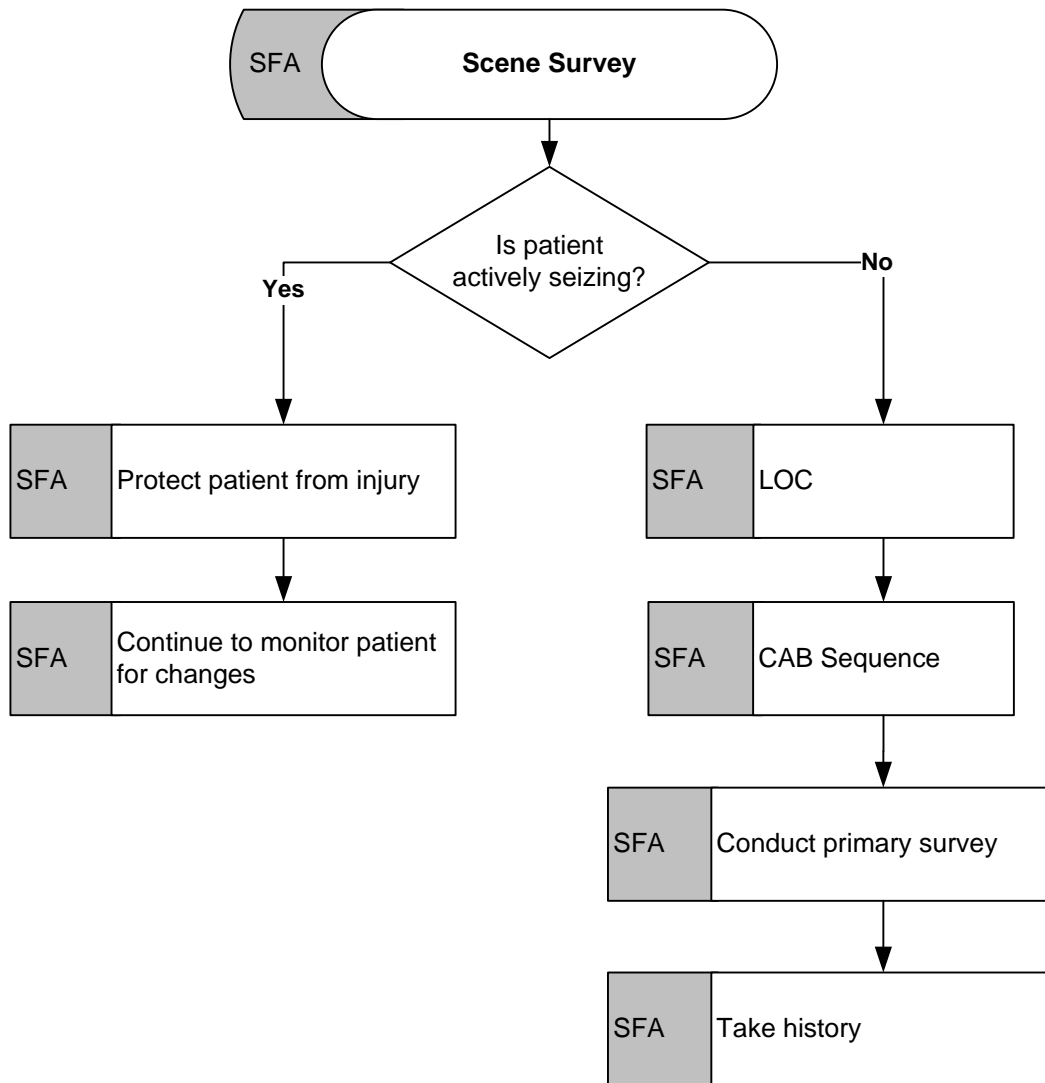 SFA
Scene Survey
Is patient
actively seizing?
Yes
No
SFA
Protect patient from injury
SFA
Continue to monitor patient
for changes
SFA
LOC
SFA
CAB Sequence
SFA
Conduct primary survey
SFA
Take history